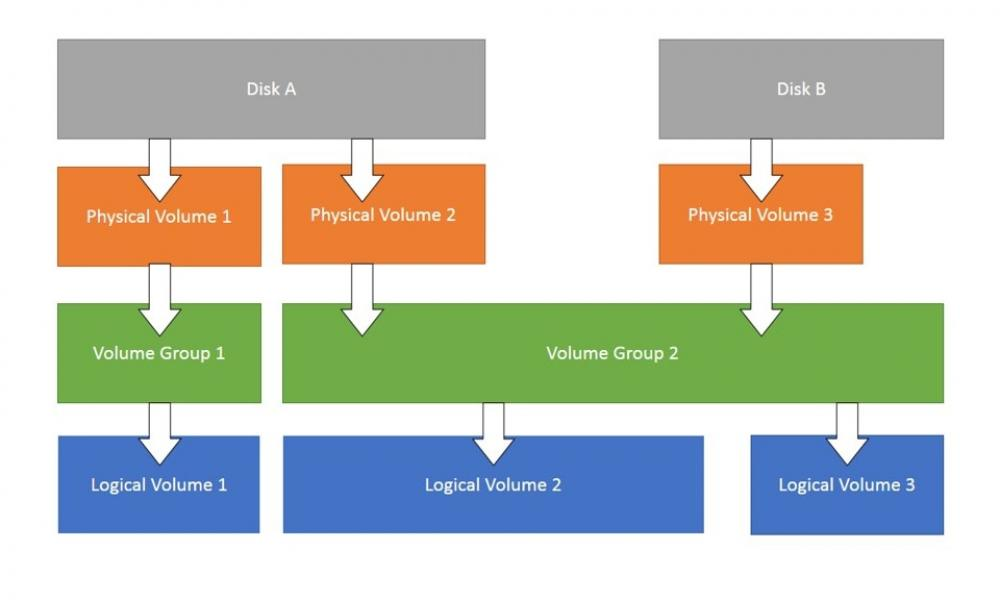 Disk A
Disk B
Physical Volume 1
Physical Volume 2
Physical Volume 3
Volume Group 1
Volume Group 2
Logical Volume 1
Logical Volume 2
Logical Volume 3